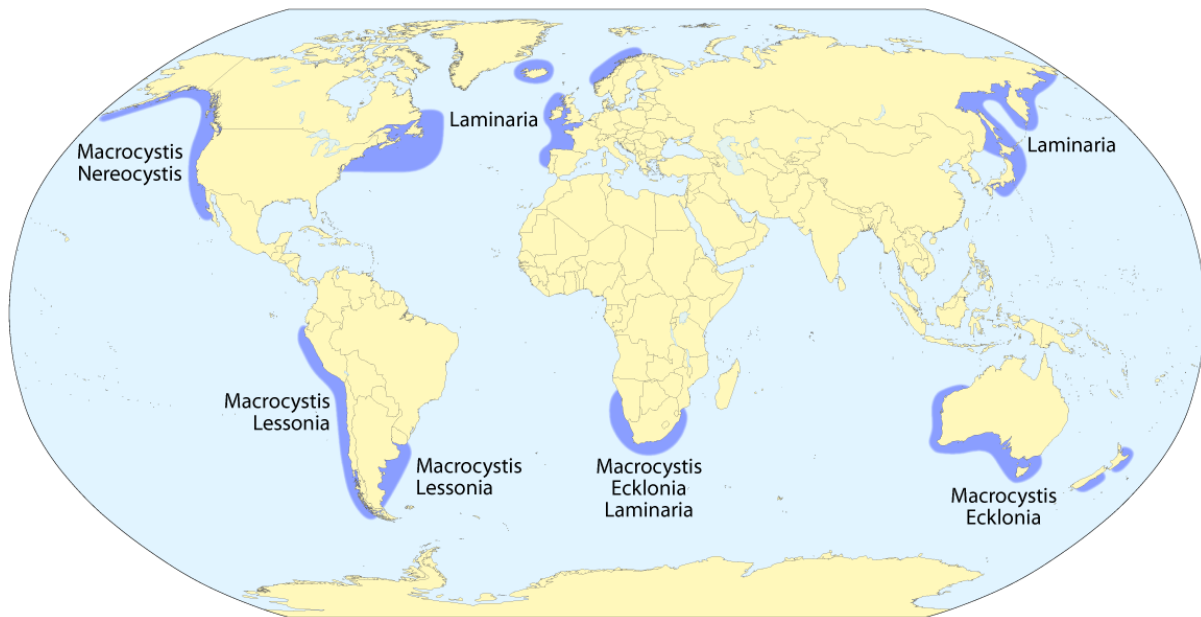 Laminaria
Macrocystis
Nereocystis
Laminaria
Macrocystis
Lessonia
Macrocystis
Lessonia
Macrocystis
Ecklonia
Laminaria
Macrocystis
Ecklonia